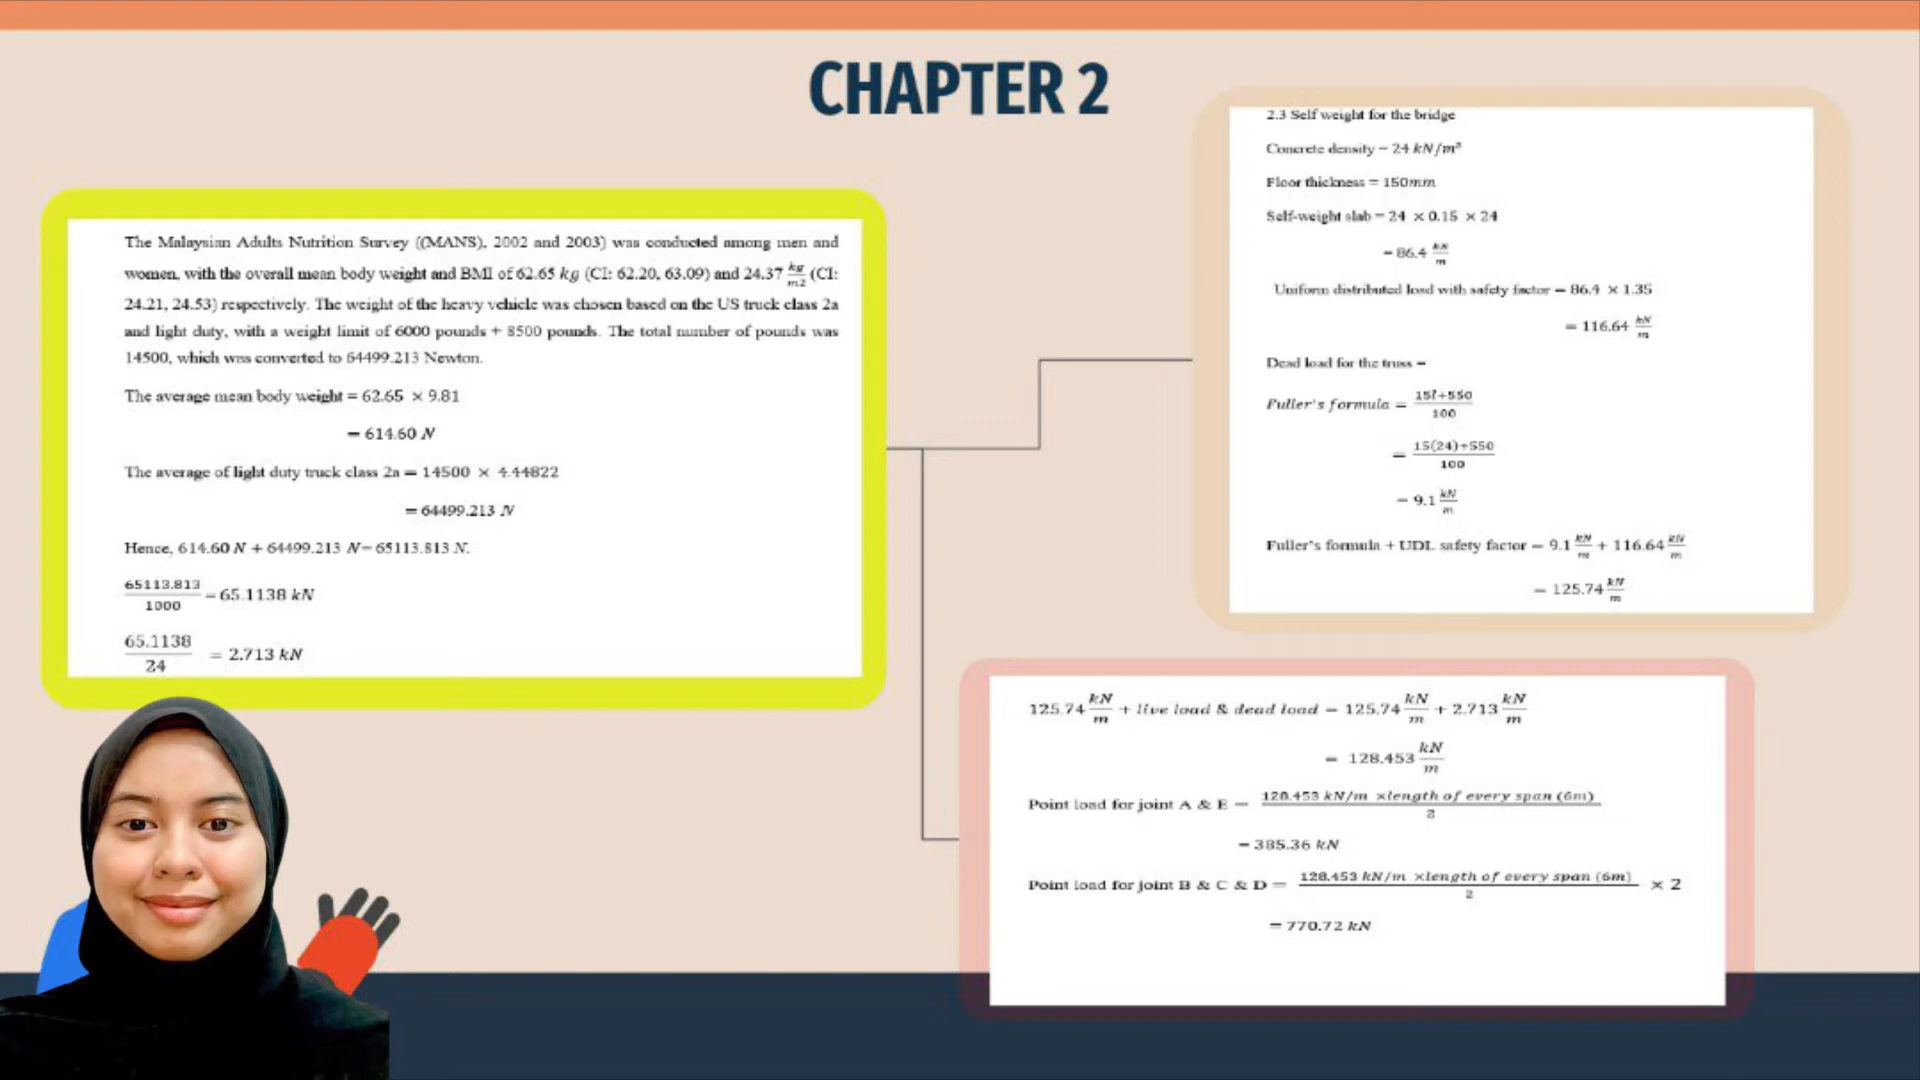 CHAPTER 2
The Malaysian Adults Nutrition Survey ((MANS), 2002 and 2003) was conducted among men and
women, with the overall mean body weight and BMI of 62.65 kg (CI: 62.20, 63.09) and 24.37 kg/m2 (CI:
24.21, 24.53) respectively. The weight of the heavy vehicle was chosen based on the US truck class 2a
and light duty, with a weight limit of 6000 pounds + 8500 pounds. The total number of pounds was
14500, which was converted to 64499.213 Newton.
The average mean body weight = 62.65 × 9.81
= 614.60 N
The average of light duty truck class 2a = 14500 × 4.44822
= 64499.213 N
Hence, 614.60 N + 64499.213 N= 65113.813 N.
65113.813/1000 = 65.1138 kN
65.1138/24 = 2.713 kN
2.3 Self weight for the bridge
Concrete density = 24 kN/m³
Floor thickness = 150mm
Self-weight slab = 24 × 0.15 × 24
= 86.4 kN/m
Uniform distributed load with safety factor = 86.4 × 1.35
= 116.64 kN/m
Dead load for the truss =
Fuller's formula = 15l+550/100
= 15(24)+550/100
= 9.1 kN/m
Fuller's formula + UDL safety factor = 9.1 kN/m + 116.64 kN/m
= 125.74 kN/m
125.74 kN/m + live load & dead load = 125.74 kN/m + 2.713 kN/m
= 128.453 kN/m
Point load for joint A & E = 128.453 kN/m ×length of every span (6m)/2
= 385.36 kN
Point load for joint B & C & D = 128.453 kN/m ×length of every span (6m)/2 × 2
= 770.72 kN